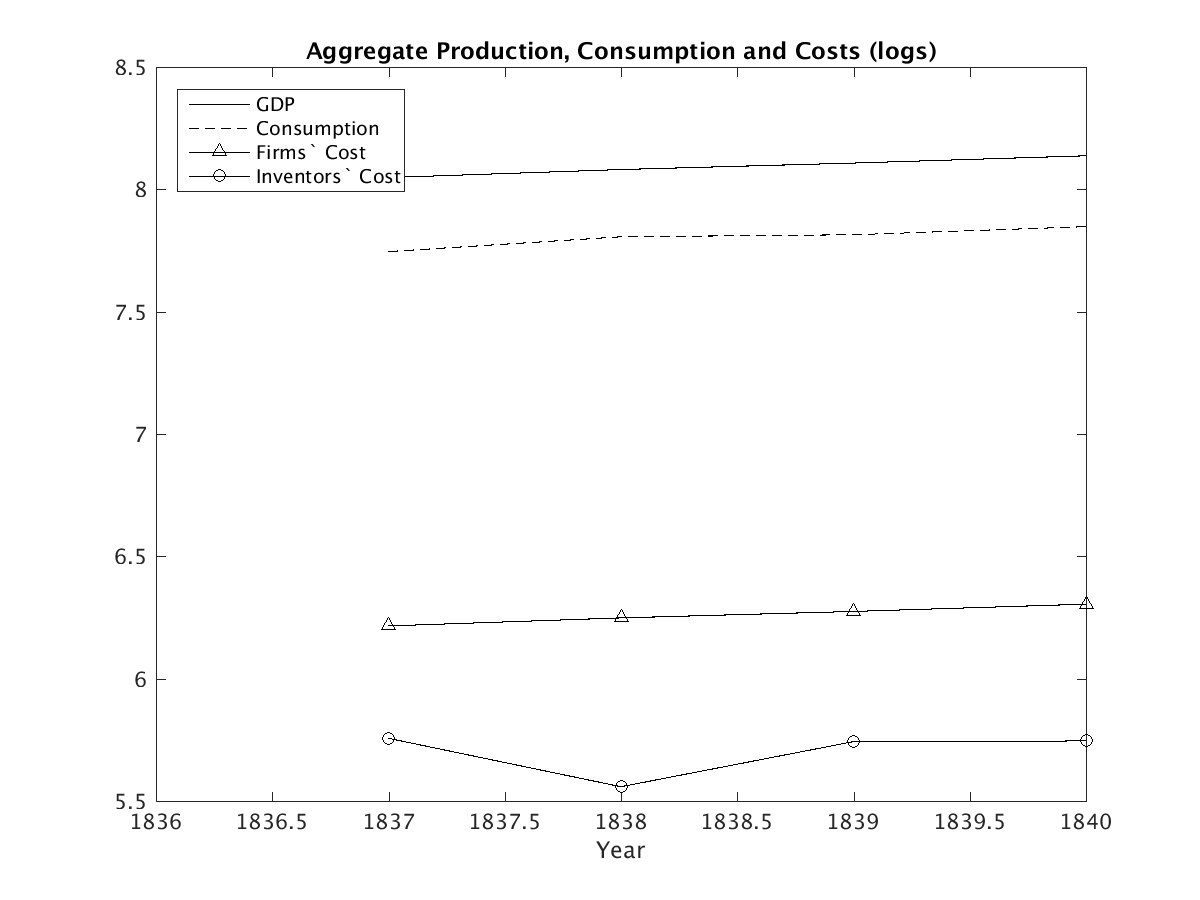 Aggregate Production, Consumption and Costs (logs)
8.5
GDP
Consumption
Firms` Cost
Inventors` Cost
8
7.5
7
6.5
6
5.5
1836 1836.5 1837 1837.5 1838 1838.5 1839 1839.5 1840
Year